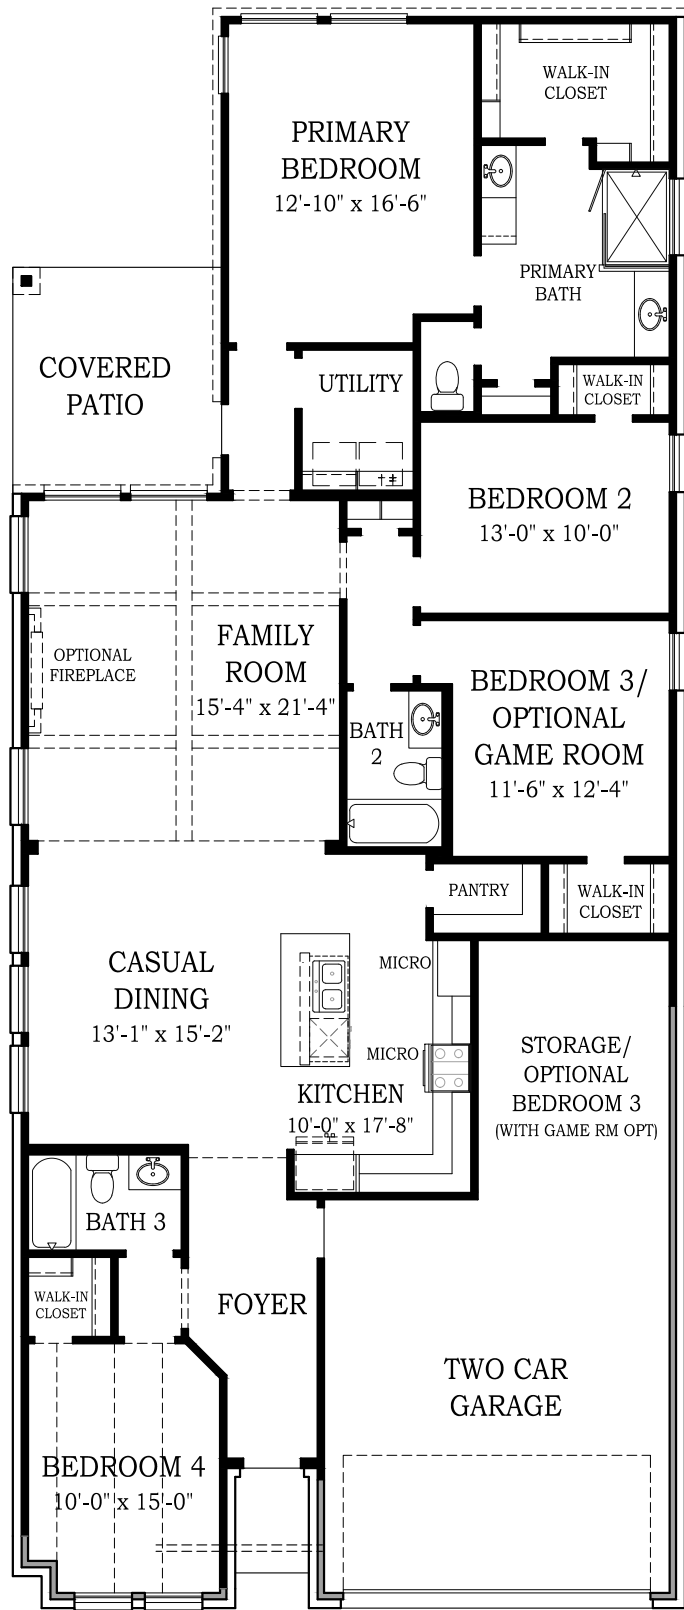 WALK-IN
CLOSET
PRIMARY
BEDROOM
12'-10" x 16'-6"
PRIMARY
BATH
COVERED
PATIO
UTILITY
WALK-IN
CLOSET
BEDROOM 2
13'-0" x 10'-0"
FAMILY
ROOM
15'-4" x 21'-4"
OPTIONAL
FIREPLACE
BEDROOM 3/
OPTIONAL
GAME ROOM
11'-6" x 12'-4"
BATH
2
PANTRY
WALK-IN
CLOSET
CASUAL
DINING
13'-1" x 15'-2"
MICRO
MICRO
KITCHEN
10'-0" x 17'-8"
STORAGE/
OPTIONAL
BEDROOM 3
(WITH GAME RM OPT)
BATH 3
WALK-IN
CLOSET
FOYER
TWO CAR
GARAGE
BEDROOM 4
10'-0" x 15'-0"